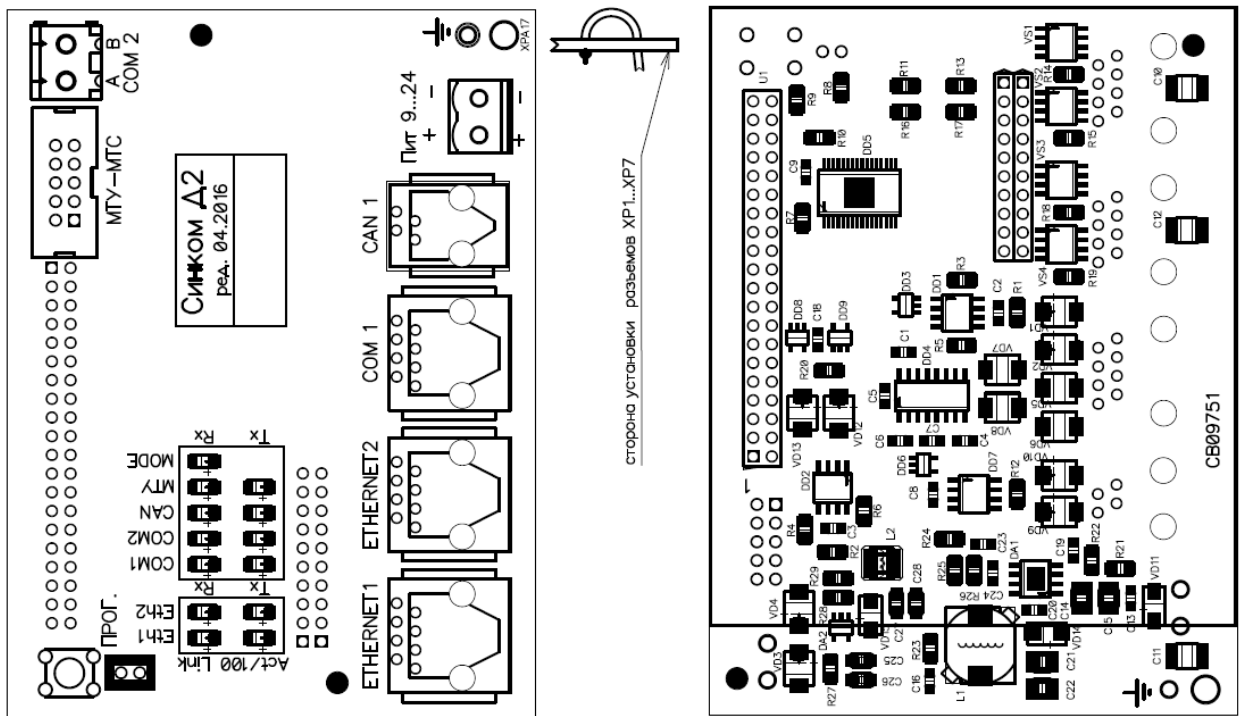 A B
COM 2
МТУ-МТС
XPA17
Пит 9...24
+ -
-
+
Синком Д2
ред. 04.2016
CAN 1
COM 1
ETHERNET2
ETHERNET1
Rx
Tx
MODE
МТУ
CAN
COM2
COM1
Rx
Tx
Eth2
Eth1
Act/100
Link
ПРОГ.
сторона установки разъемов XP1...XP7
U1
R9
R8
R11
R13
R16
R17
R10
C9
DD5
R7
VS1
VS2
R14
R15
VS3
R18
VS4
R19
C10
C12
DD8
C18
DD9
DD3
R3
DD1
C2
R1
C1
R5
DD4
R20
C5
VD1
VD7
VD2
VD5
VD8
VD6
VD10
VD13
VD12
C6
C7
C4
DD6
C8
DD7
R12
VD9
CB09751
1
DD2
R6
R4
C3
R2
L2
R24
C23
DA1
C19
R22
R21
R29
R28
C28
R25
R26
C24
C20
C14
C15
C13
VD11
VD4
DA2
VD14
VD3
R27
C25
C26
R23
C16
L1
C21
C22
C11